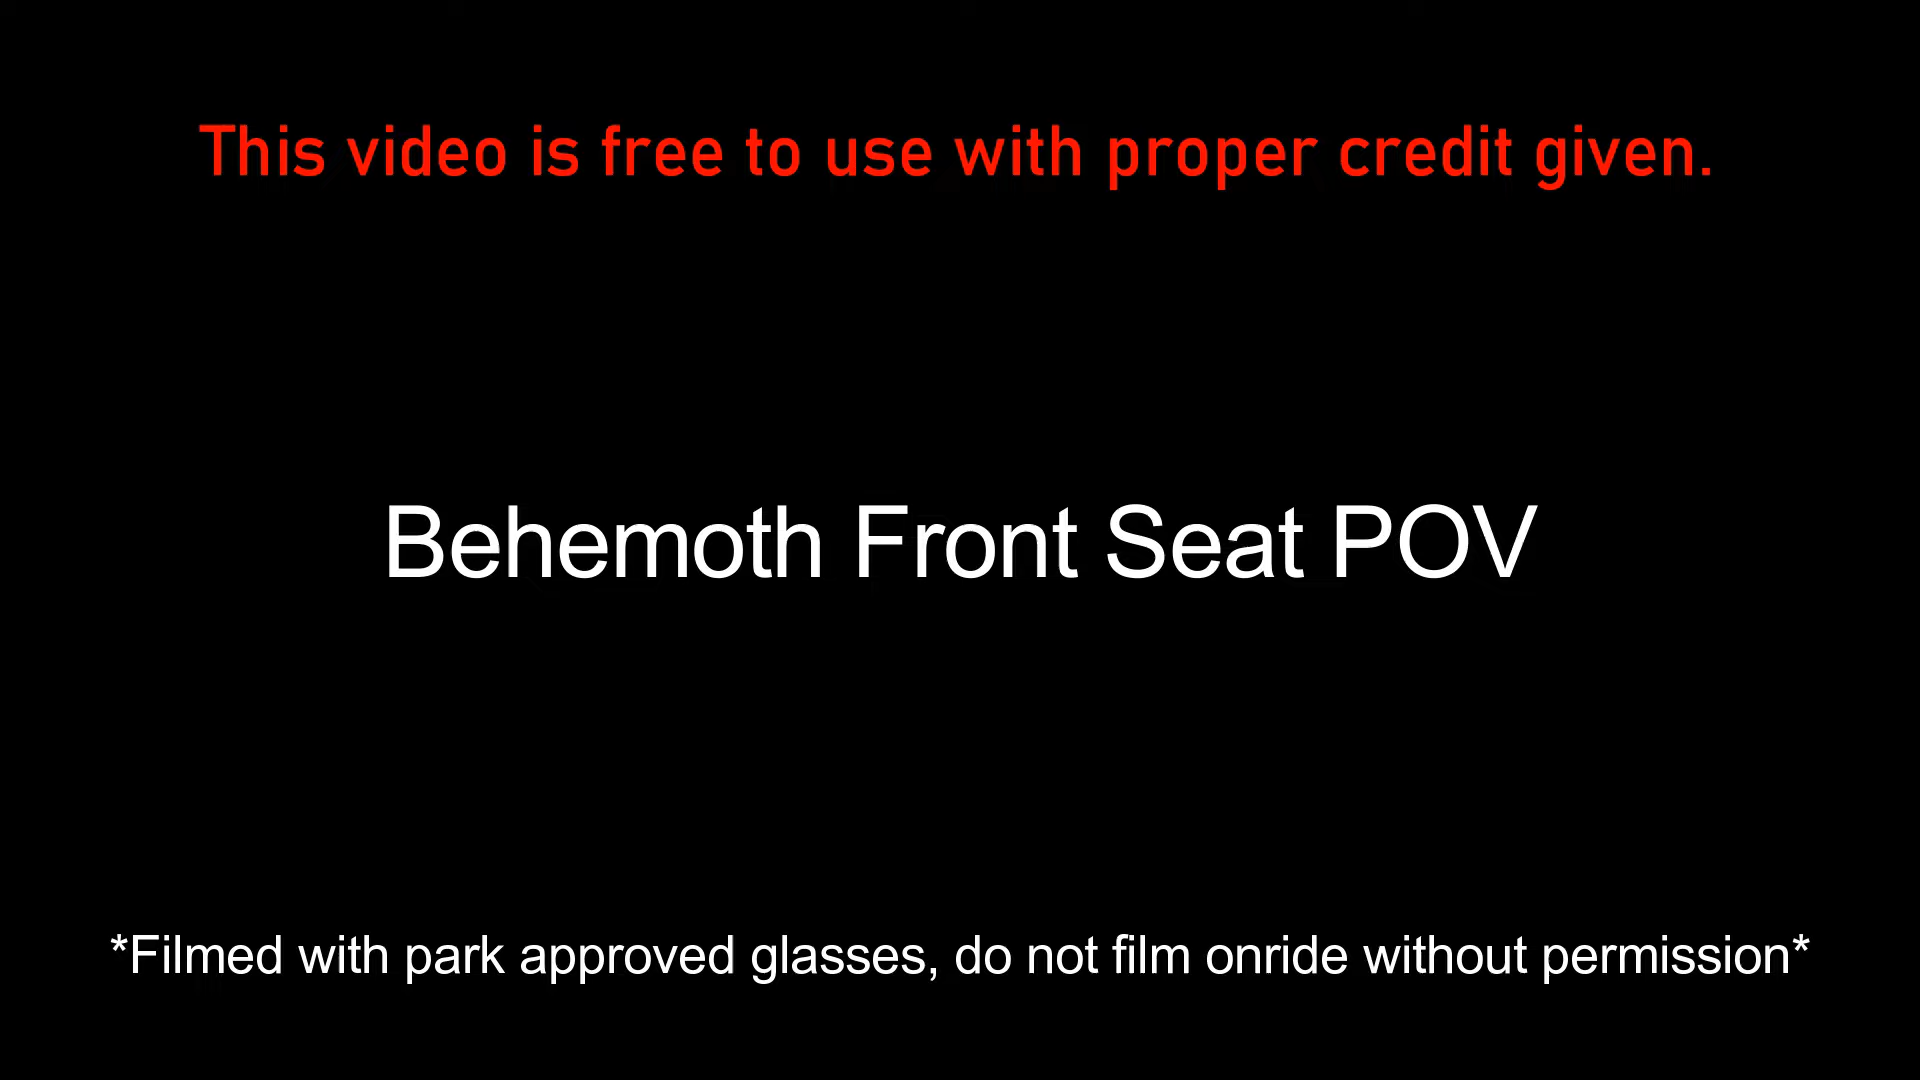 This video is free to use with proper credit given.
Behemoth Front Seat POV
*Filmed with park approved glasses, do not film onride without permission*